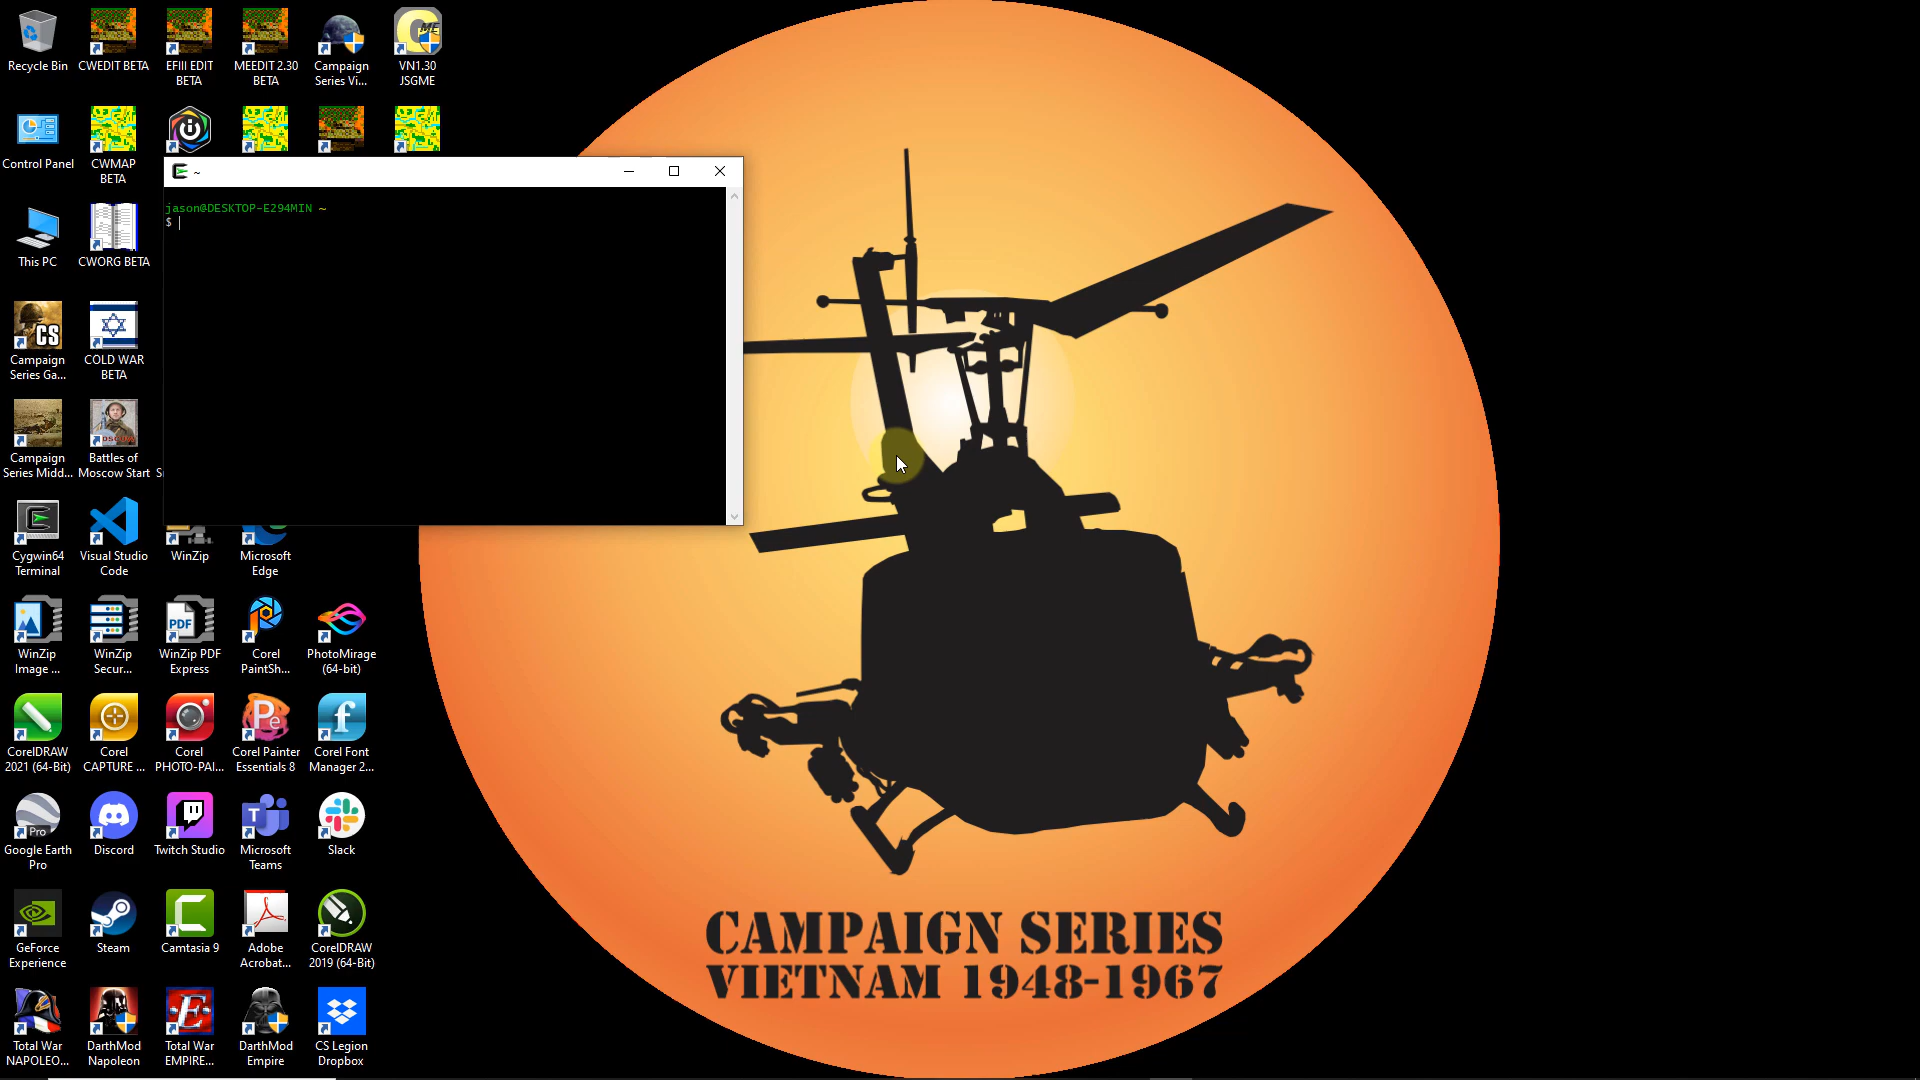 Recycle Bin
CWEDIT BETA
EFIII EDIT
BETA
MEEDIT 2.30
BETA
Campaign
Series Vi...
VN1.30
JSGME
Control Panel
CWMAP
BETA
~
jason@DESKTOP-E294MIN ~
$
This PC
CWORG BETA
Campaign
Series Ga...
COLD WAR
BETA
Campaign
Series Midd...
Battles of
Moscow Start
Cygwin64
Terminal
Visual Studio
Code
WinZip
Microsoft
Edge
WinZip
Image ...
WinZip
Secur...
WinZip PDF
Express
Corel
PaintSh...
PhotoMirage
(64-bit)
CorelDRAW
2021 (64-Bit)
Corel
CAPTURE ...
Corel
PHOTO-PAI...
Corel Painter
Essentials 8
Corel Font
Manager 2...
Google Earth
Pro
Discord
Twitch Studio
Microsoft
Teams
Slack
GeForce
Experience
Steam
Camtasia 9
Adobe
Acrobat...
CorelDRAW
2019 (64-Bit)
Total War
NAPOLEO...
DarthMod
Napoleon
Total War
EMPIRE...
DarthMod
Empire
CS Legion
Dropbox
CAMPAIGN SERIES
VIETNAM 1948-1967